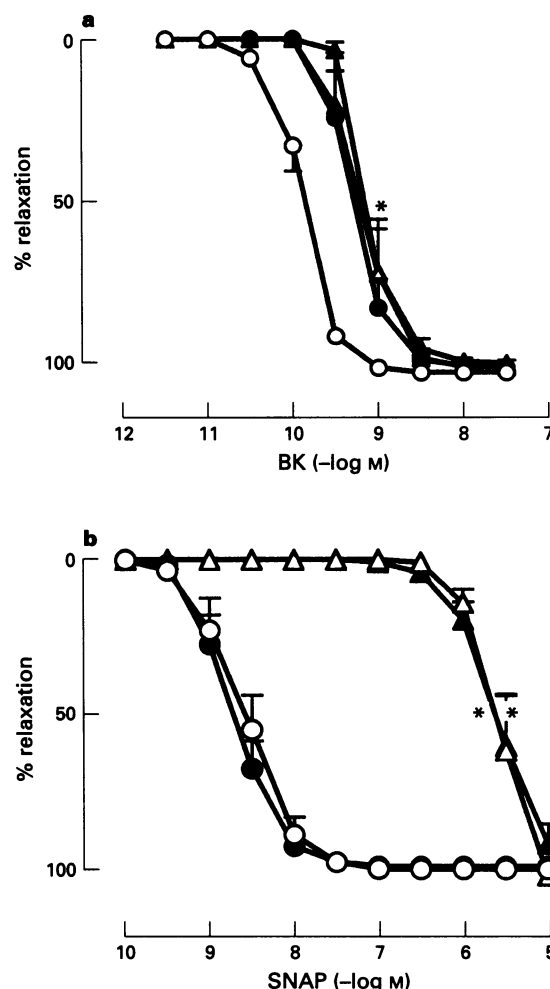 a
0
50
100
% relaxation
*
12 11 10 9 8 7
BK (–log M)
b
0
50
100
% relaxation
* *
10 9 8 7 6 5
SNAP (–log M)